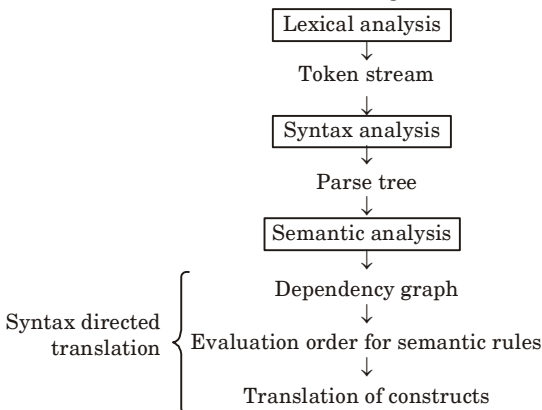 Lexical analysis
Token stream
Syntax analysis
Parse tree
Semantic analysis
Dependency graph
Syntax directed
translation
Evaluation order for semantic rules
Translation of constructs